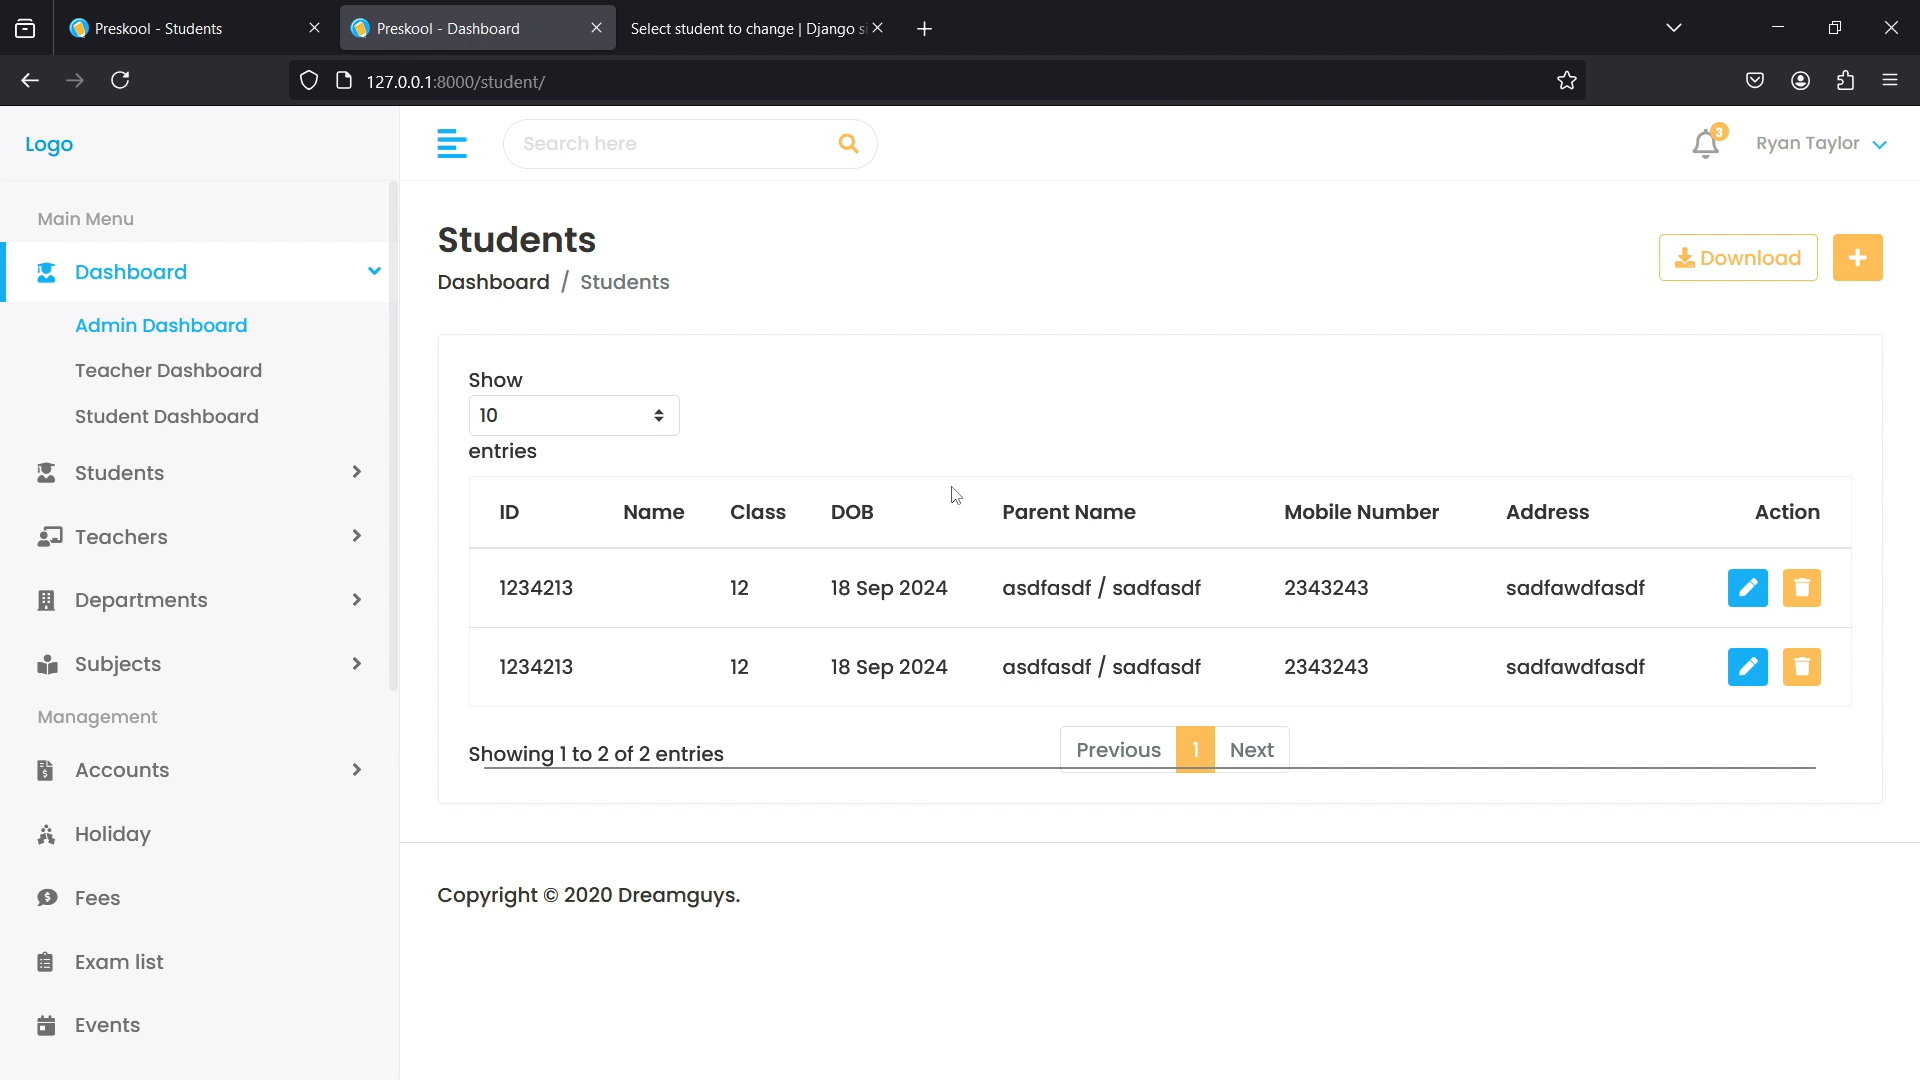 Preskool - Students
Preskool - Dashboard
Select student to change | Django s
127.0.0.1:8000/student/
Logo
Search here
3
Ryan Taylor
Main Menu
Dashboard
Admin Dashboard
Teacher Dashboard
Student Dashboard
Students
Teachers
Departments
Subjects
Management
Accounts
Holiday
Fees
Exam list
Events
Students
Dashboard / Students
Download
Show
10
entries
ID Name Class DOB Parent Name Mobile Number Address Action
1234213 12 18 Sep 2024 asdfasdf / sadfasdf 2343243 sadfawdfasdf
1234213 12 18 Sep 2024 asdfasdf / sadfasdf 2343243 sadfawdfasdf
Showing 1 to 2 of 2 entries
Previous 1 Next
Copyright © 2020 Dreamguys.